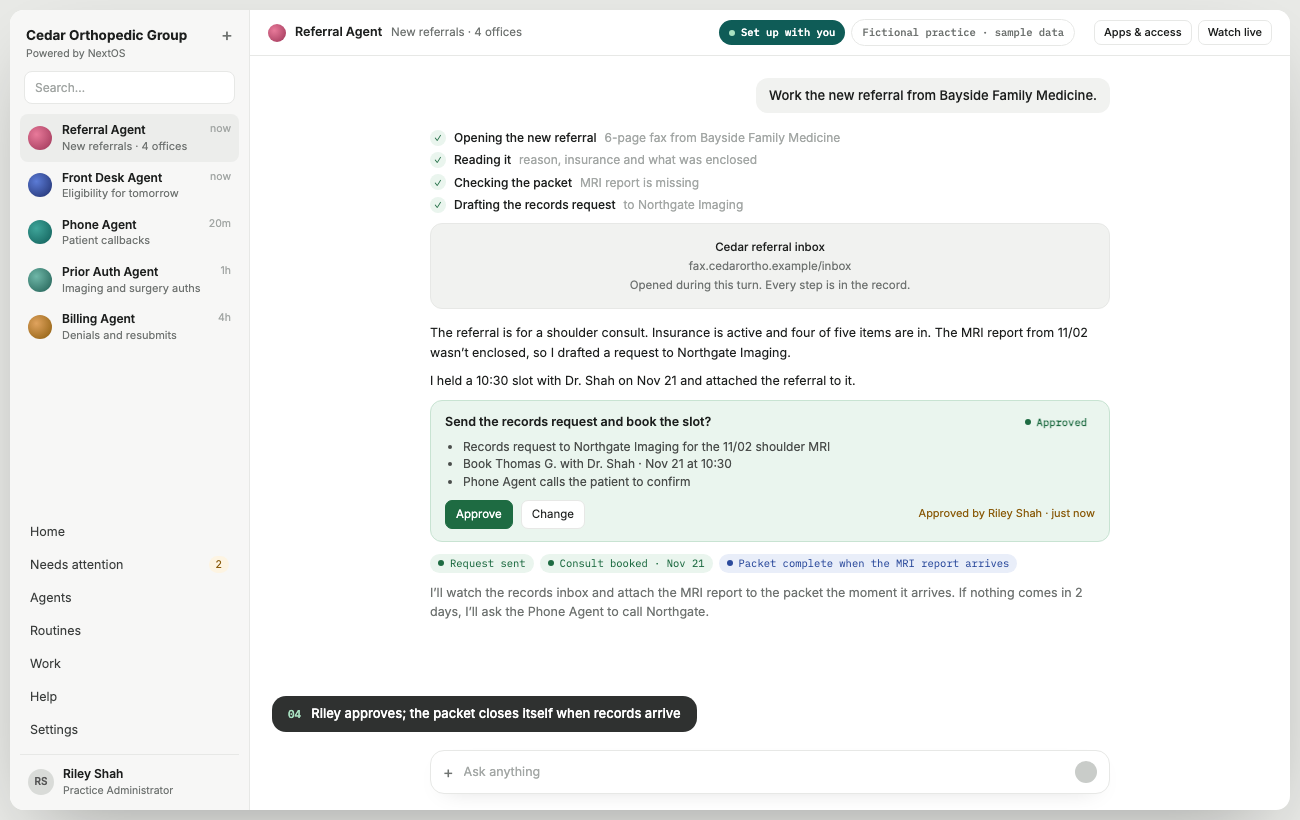 Cedar Orthopedic Group
+
Powered by NextOS
Search...
Referral Agent
now
New referrals · 4 offices
Front Desk Agent
now
Eligibility for tomorrow
Phone Agent
20m
Patient callbacks
Prior Auth Agent
1h
Imaging and surgery auths
Billing Agent
4h
Denials and resubmits
Home
Needs attention
2
Agents
Routines
Work
Help
Settings
RS
Riley Shah
Practice Administrator
Referral Agent
New referrals · 4 offices
Set up with you
Fictional practice · sample data
Apps & access
Watch live
Work the new referral from Bayside Family Medicine.
Opening the new referral 6-page fax from Bayside Family Medicine
Reading it reason, insurance and what was enclosed
Checking the packet MRI report is missing
Drafting the records request to Northgate Imaging
Cedar referral inbox
fax.cedarortho.example/inbox
Opened during this turn. Every step is in the record.
The referral is for a shoulder consult. Insurance is active and four of five items are in. The MRI report from 11/02
wasn’t enclosed, so I drafted a request to Northgate Imaging.
I held a 10:30 slot with Dr. Shah on Nov 21 and attached the referral to it.
Send the records request and book the slot?
Approved
• Records request to Northgate Imaging for the 11/02 shoulder MRI
• Book Thomas G. with Dr. Shah · Nov 21 at 10:30
• Phone Agent calls the patient to confirm
Approve
Change
Approved by Riley Shah · just now
Request sent
Consult booked · Nov 21
Packet complete when the MRI report arrives
I’ll watch the records inbox and attach the MRI report to the packet the moment it arrives. If nothing comes in 2
days, I’ll ask the Phone Agent to call Northgate.
04 Riley approves; the packet closes itself when records arrive
+ Ask anything